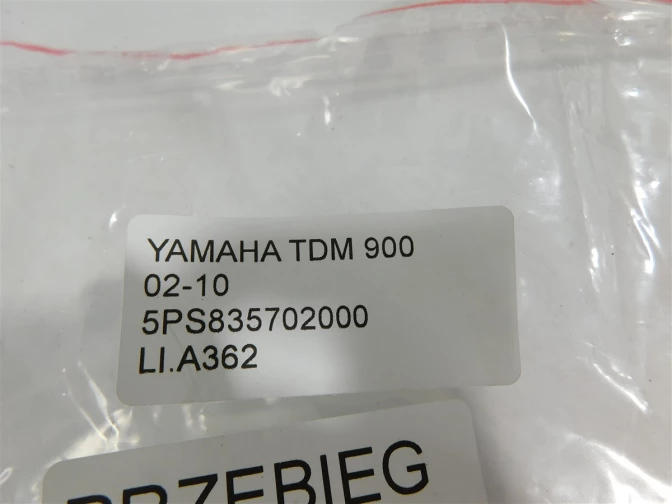 YAMAHA TDM 900
02-10
5PS835702000
LI.A362
PRZEBIEG